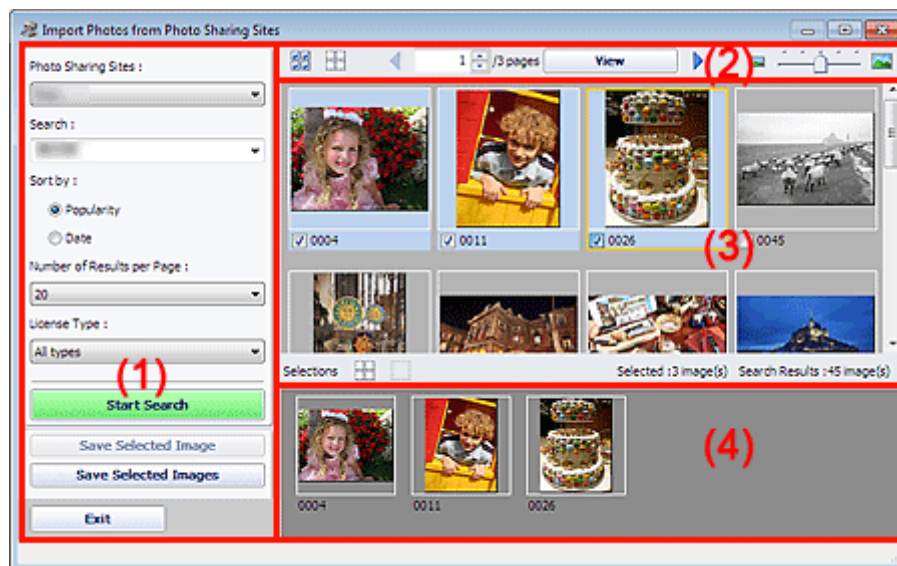 Import Photos from Photo Sharing Sites
Photo Sharing Sites :
Search :
Sort by :
Popularity
Date
Number of Results per Page :
20
License Type :
All types
(1)
Start Search
Save Selected Image
Save Selected Images
Exit
1 /3 pages View (2)
0004 0011 0026 0045
(3)
Selections Selected :3 image(s) Search Results :45 image(s)
(4)
0004 0011 0026